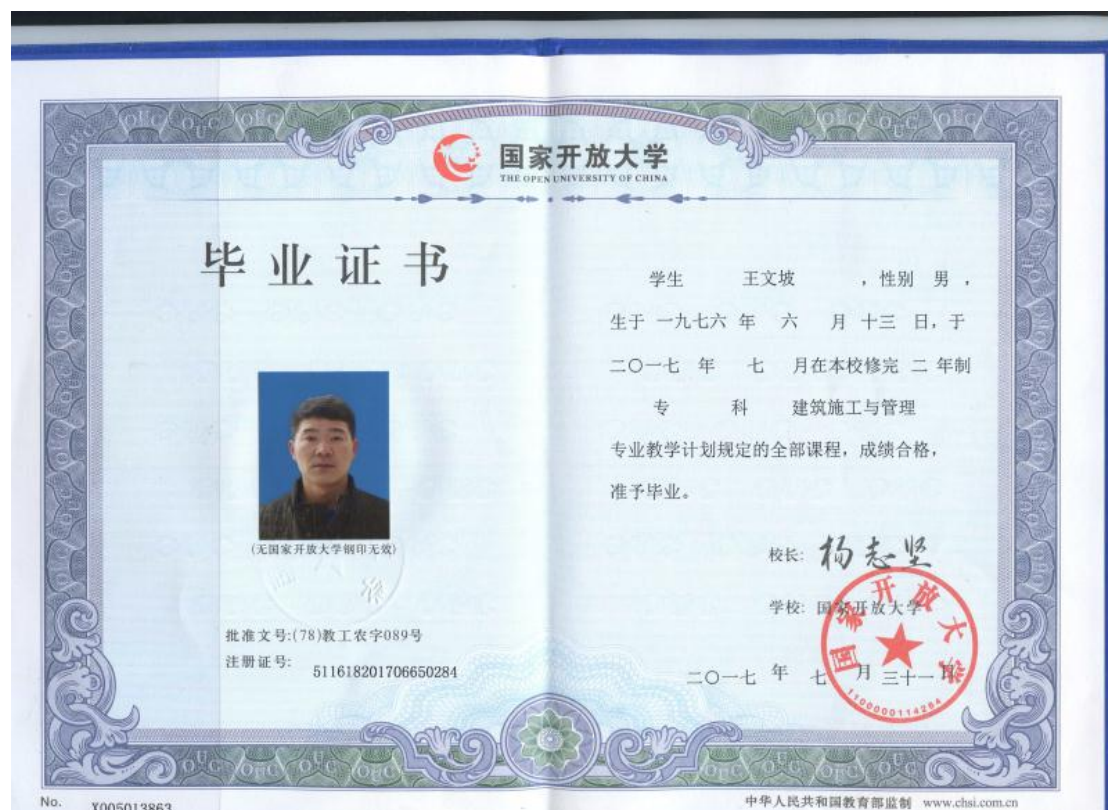 国家开放大学
THE OPEN UNIVERSITY OF CHINA
毕业证书
(无国家开放大学钢印无效)
批准文号:(78)教工农字089号
注册证号: 511618201706650284
学生 王文坡 ，性别 男 ，
生于 一九七六 年 六 月 十三 日，于
二〇一七 年 七 月在本校修完 二 年制
专 科 建筑施工与管理
专业教学计划规定的全部课程，成绩合格，
准予毕业。
校长: 杨志坚
学校: 国家开放大学
二〇一七 年 七 月 三十一 日
国家开放大学
1100000114284
No. X005013863
中华人民共和国教育部监制 www.chsi.com.cn